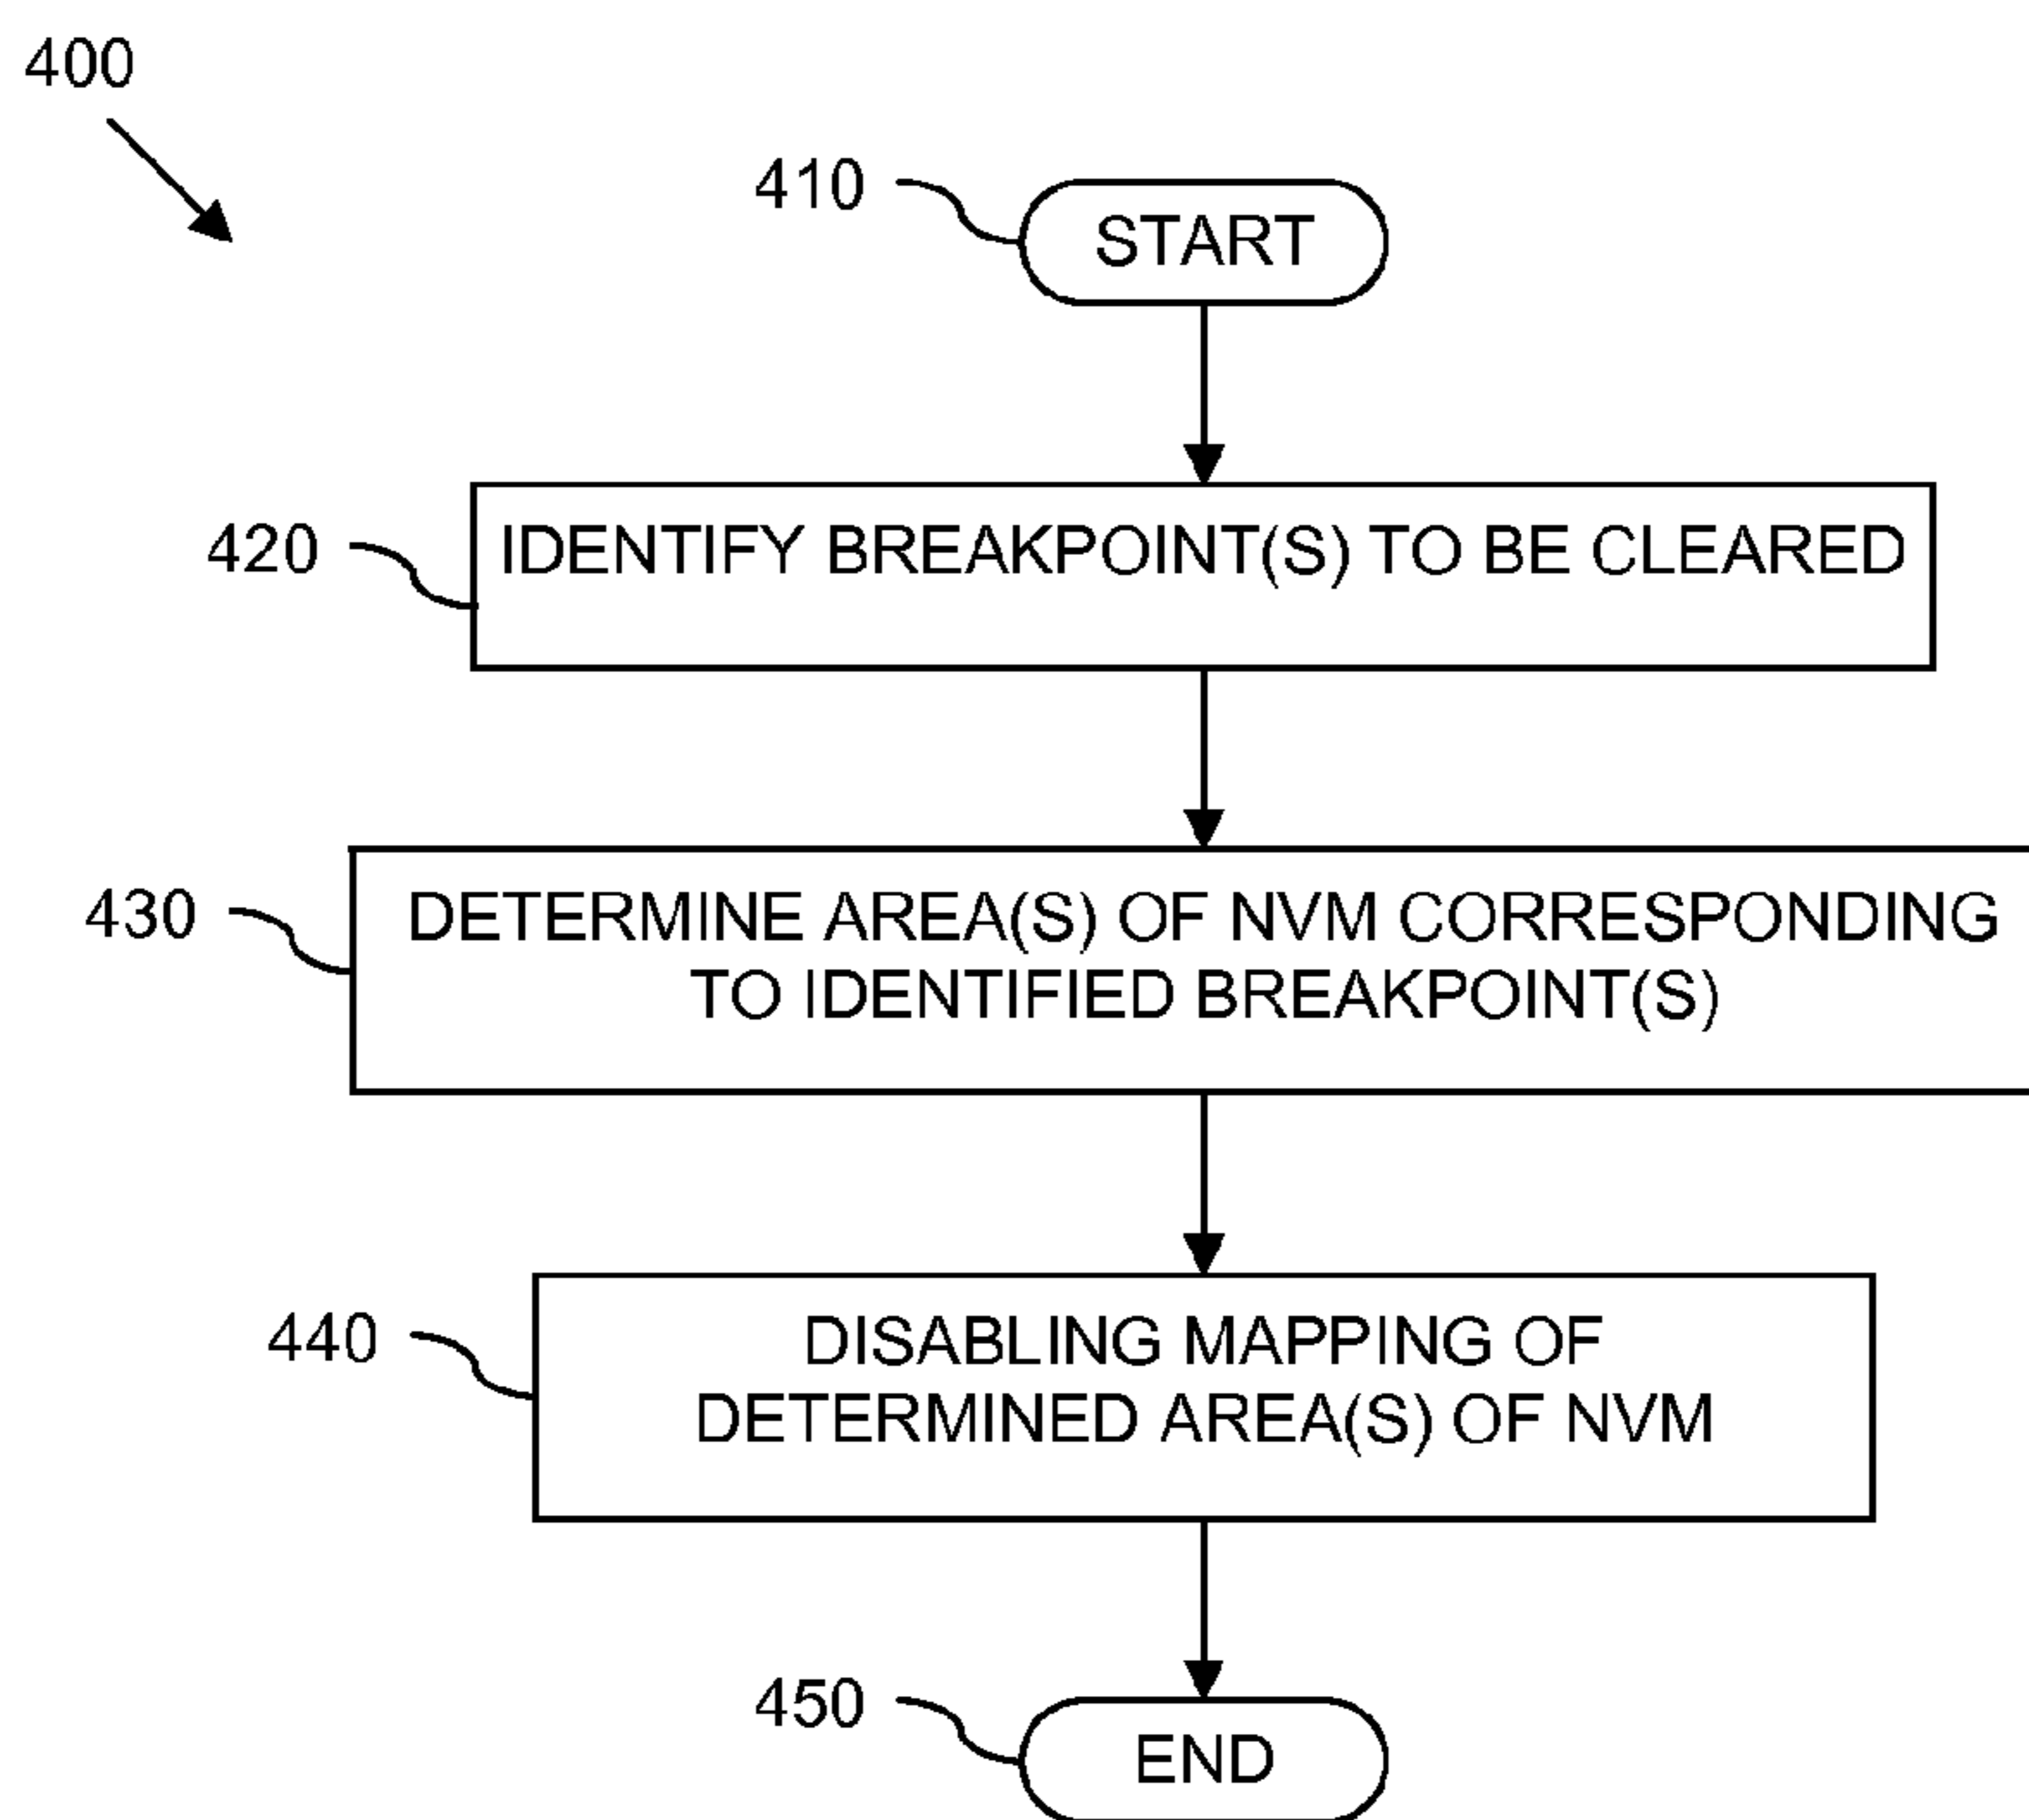 400
410
START
420
IDENTIFY BREAKPOINT(S) TO BE CLEARED
430
DETERMINE AREA(S) OF NVM CORRESPONDING
TO IDENTIFIED BREAKPOINT(S)
440
DISABLING MAPPING OF
DETERMINED AREA(S) OF NVM
450
END